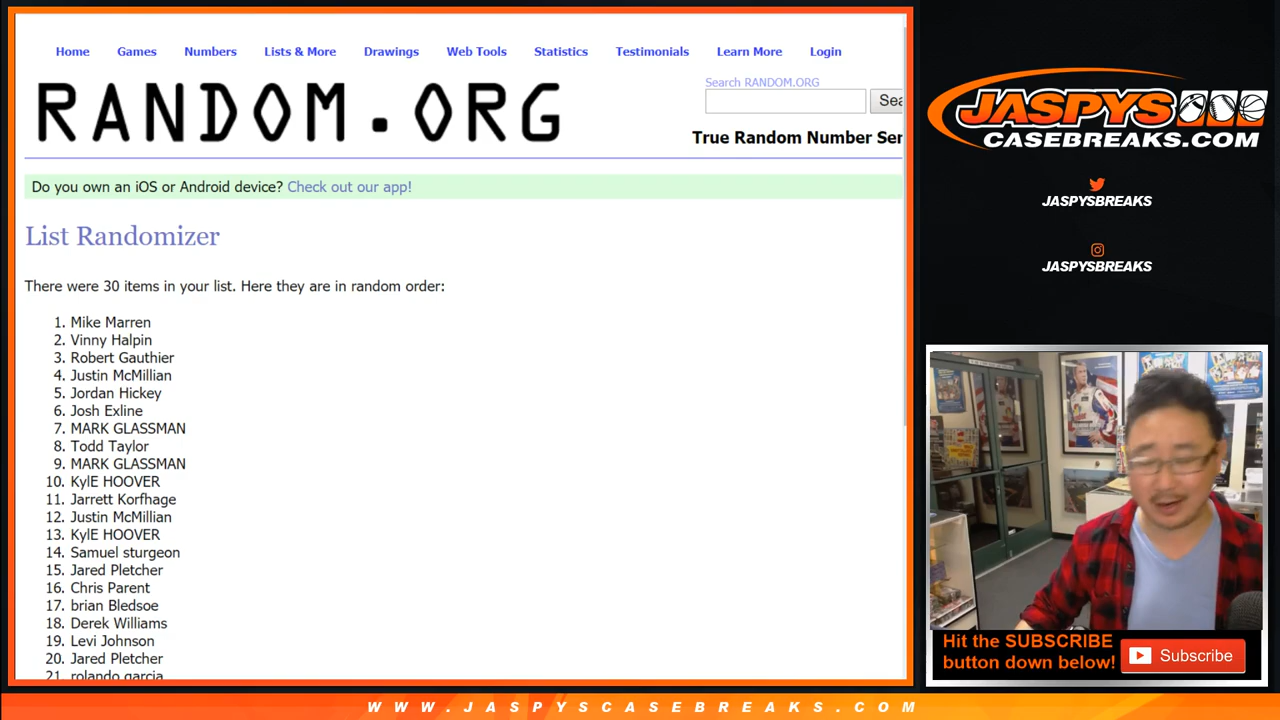 Home Games Numbers Lists & More Drawings Web Tools Statistics Testimonials Learn More Login
RANDOM.ORG
Search RANDOM.ORG
Sea
True Random Number Ser
Do you own an iOS or Android device? Check out our app!
List Randomizer
There were 30 items in your list. Here they are in random order:
1. Mike Marren
2. Vinny Halpin
3. Robert Gauthier
4. Justin McMillian
5. Jordan Hickey
6. Josh Exline
7. MARK GLASSMAN
8. Todd Taylor
9. MARK GLASSMAN
10. KylE HOOVER
11. Jarrett Korfhage
12. Justin McMillian
13. KylE HOOVER
14. Samuel sturgeon
15. Jared Pletcher
16. Chris Parent
17. brian Bledsoe
18. Derek Williams
19. Levi Johnson
20. Jared Pletcher
21. rolando garcia
JASPYS
CASEBREAKS.COM
JASPYSBREAKS
JASPYSBREAKS
Hit the SUBSCRIBE
button down below!
Subscribe
WWW.JASPYSCASEBREAKS.COM